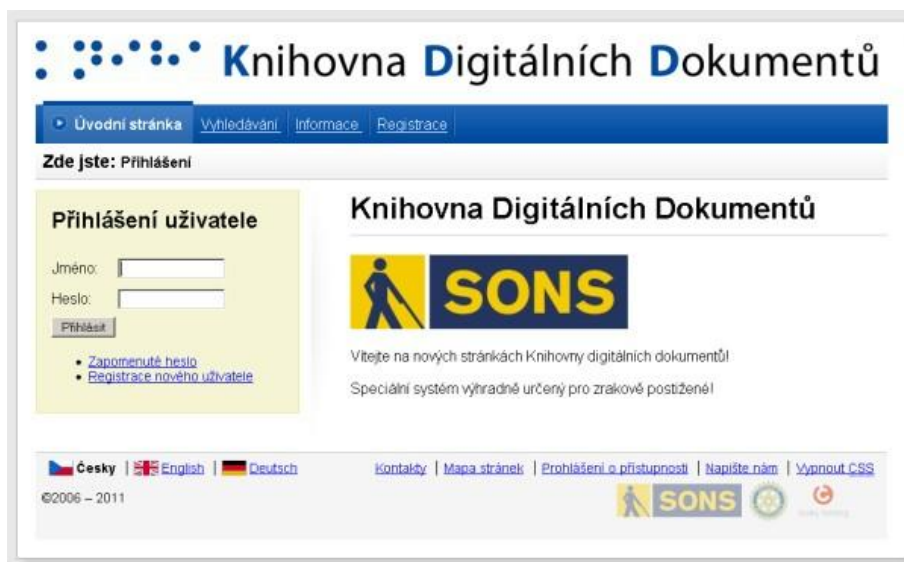 Knihovna Digitálních Dokumentů
Úvodní stránka Vyhledávání Informace Registrace
Zde jste: Přihlášení
Přihlášení uživatele
Jméno:
Heslo:
Přihlásit
Zapomenuté heslo
Registrace nového uživatele
Knihovna Digitálních Dokumentů
SONS
Vítejte na nových stránkách Knihovny digitálních dokumentů!
Speciální systém výhradně určený pro zrakově postižené!
Česky | English | Deutsch
Kontakty | Mapa stránek | Prohlášení o přístupnosti | Napište nám | Vypnout CSS
©2006 – 2011
SONS